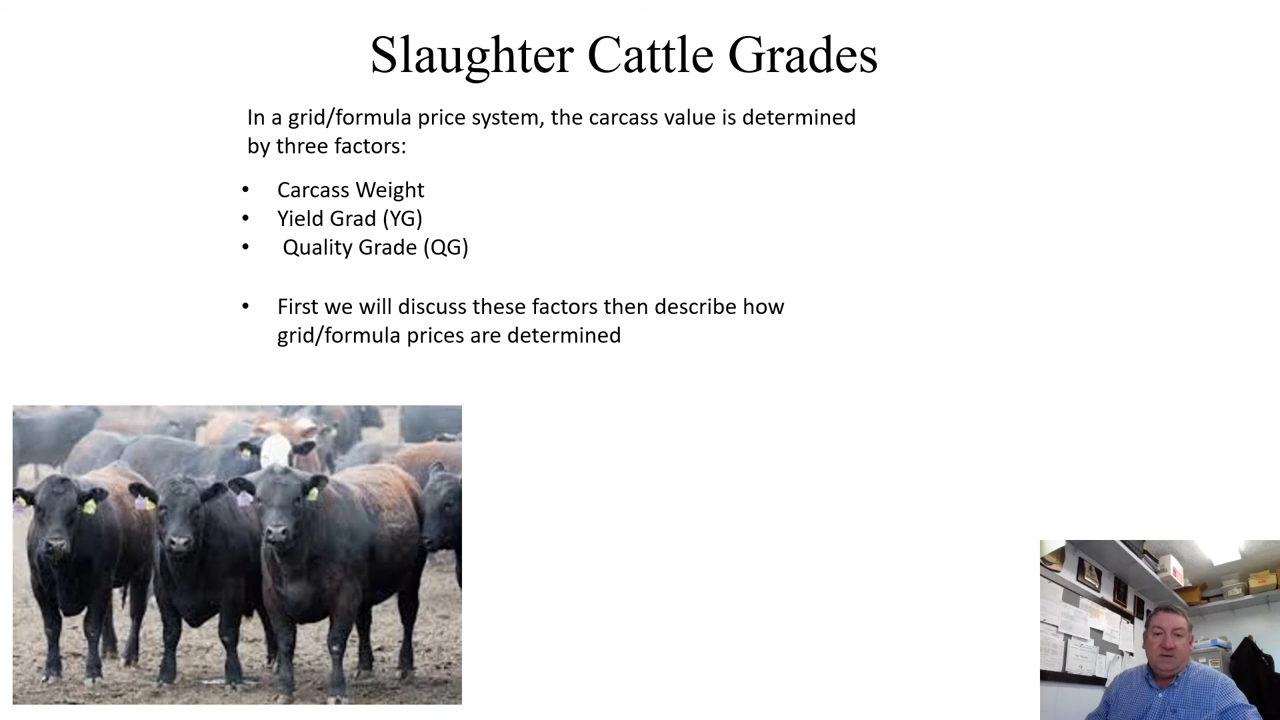 Slaughter Cattle Grades
In a grid/formula price system, the carcass value is determined
by three factors:
• Carcass Weight
• Yield Grad (YG)
• Quality Grade (QG)
• First we will discuss these factors then describe how
grid/formula prices are determined